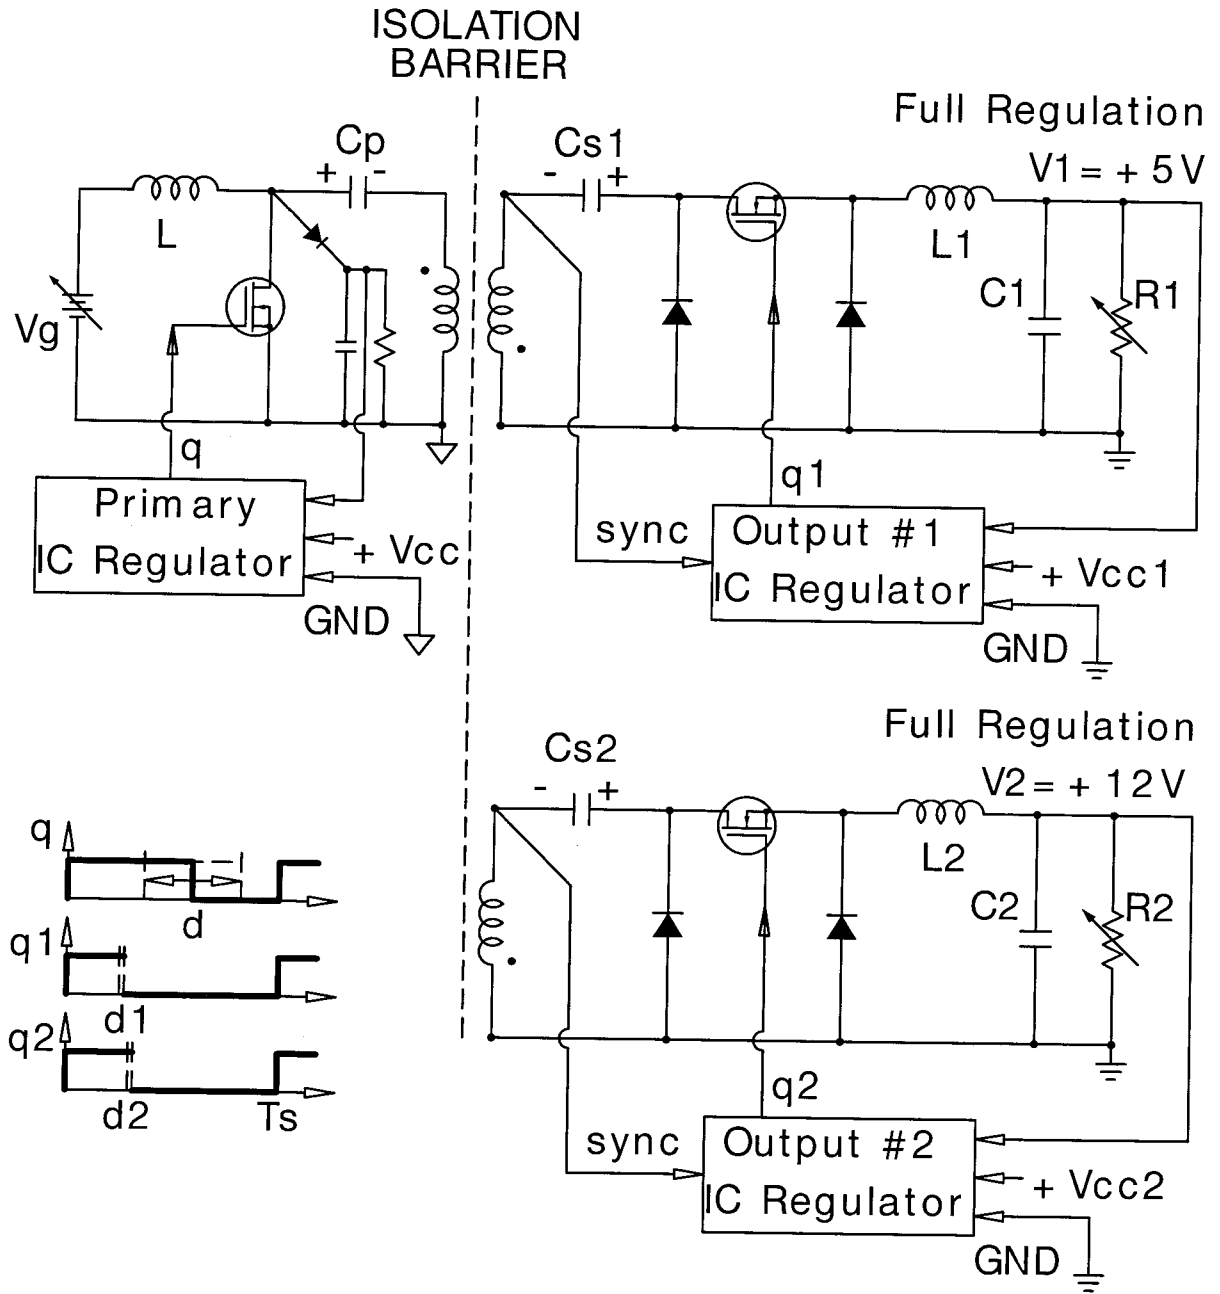 ISOLATION
BARRIER
Full Regulation
V1 = + 5V
Cp
+ -
Cs1
- +
L
L1
C1
R1
Vg
q
q1
Primary
IC Regulator
+ Vcc
GND
sync
Output #1
IC Regulator
+ Vcc1
GND
Full Regulation
V2 = + 12V
Cs2
- +
L2
C2
R2
q
d
q1
d1
q2
d2
Ts
q2
sync
Output #2
IC Regulator
+ Vcc2
GND